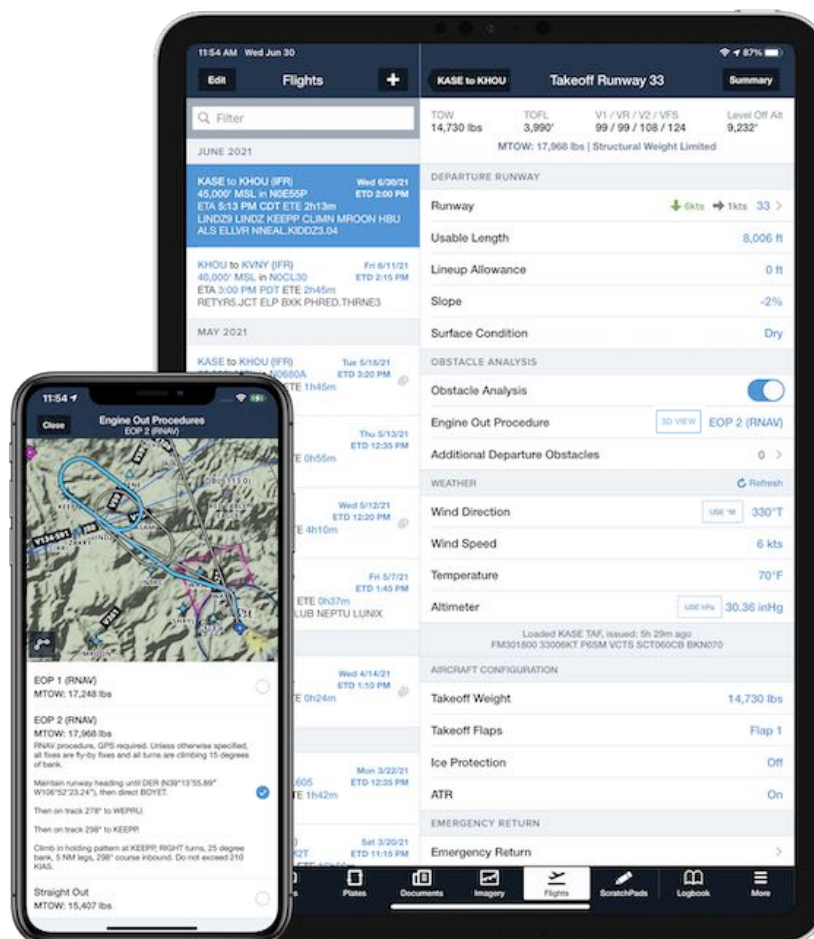 11:54 AM Wed Jun 30
87%
Edit
Flights
+
Filter
JUNE 2021
KASE to KHOU (IFR)
Wed 6/30/21
45,000' MSL in N0E55P
ETD 2:00 PM
ETA 5:13 PM CDT ETE 2h13m
LINDZ9 LINDZ KEEPP CLIMN MROON HBU
ALS ELLVR NNEAL.KIDDZ3.04
KHOU to KVNY (IFR)
Fri 6/11/21
40,000' MSL in N0CL30
ETD 2:15 PM
ETA 3:00 PM PDT ETE 2h45m
RETYR5.JCT ELP BXK PHRED.THRNE3
MAY 2021
KASE to KHOU (IFR)
Tue 5/18/21
N0680A
ETD 3:20 PM
ETE 1h45m
Thu 5/13/21
ETD 12:35 PM
ETE 0h55m
Wed 5/12/21
ETD 12:20 PM
ETE 4h10m
Fri 5/7/21
ETD 1:45 PM
ETE 0h37m
LUB NEPTU LUNIX
Wed 4/14/21
ETD 1:10 PM
ETE 0h24m
Mon 3/22/21
ETD 12:35 PM
ETE 1h42m
Sat 3/20/21
ETD 11:15 PM
KASE to KHOU
Takeoff Runway 33
Summary
TOW
TOFL
V1 / VR / V2 / VFS
Level Off Alt
14,730 lbs
3,990'
99 / 99 / 108 / 124
9,232'
MTOW: 17,968 lbs | Structural Weight Limited
DEPARTURE RUNWAY
Runway
6kts
1kts
33
Usable Length
8,006 ft
Lineup Allowance
0 ft
Slope
-2%
Surface Condition
Dry
OBSTACLE ANALYSIS
Obstacle Analysis
Engine Out Procedure
3D VIEW
EOP 2 (RNAV)
Additional Departure Obstacles
0
WEATHER
Refresh
Wind Direction
USE °M
330°T
Wind Speed
6 kts
Temperature
70°F
Altimeter
USE hPa
30.36 inHg
Loaded KASE TAF, issued: 5h 29m ago
FM301800 33006KT P6SM VCTS SCT060CB BKN070
AIRCRAFT CONFIGURATION
Takeoff Weight
14,730 lbs
Takeoff Flaps
Flap 1
Ice Protection
Off
ATR
On
EMERGENCY RETURN
Emergency Return
Plates
Documents
Imagery
Flights
ScratchPads
Logbook
More
11:54
Close
Engine Out Procedures
EOP 2 (RNAV)
MROON
EOP 1 (RNAV)
MTOW: 17,248 lbs
EOP 2 (RNAV)
MTOW: 17,968 lbs
RNAV procedure, GPS required. Unless otherwise specified,
all fixes are fly-by fixes and all turns are climbing 15 degrees
of bank.
Maintain runway heading until DER (N39°13'55.89"
W106°52'23.24"), then direct BOYET.
Then on track 278° to WEPRU.
Then on track 298° to KEEPP.
Climb in holding pattern at KEEPP, RIGHT turns, 25 degree
bank, 5 NM legs, 298° course inbound. Do not exceed 210
KIAS.
Straight Out
MTOW: 15,407 lbs